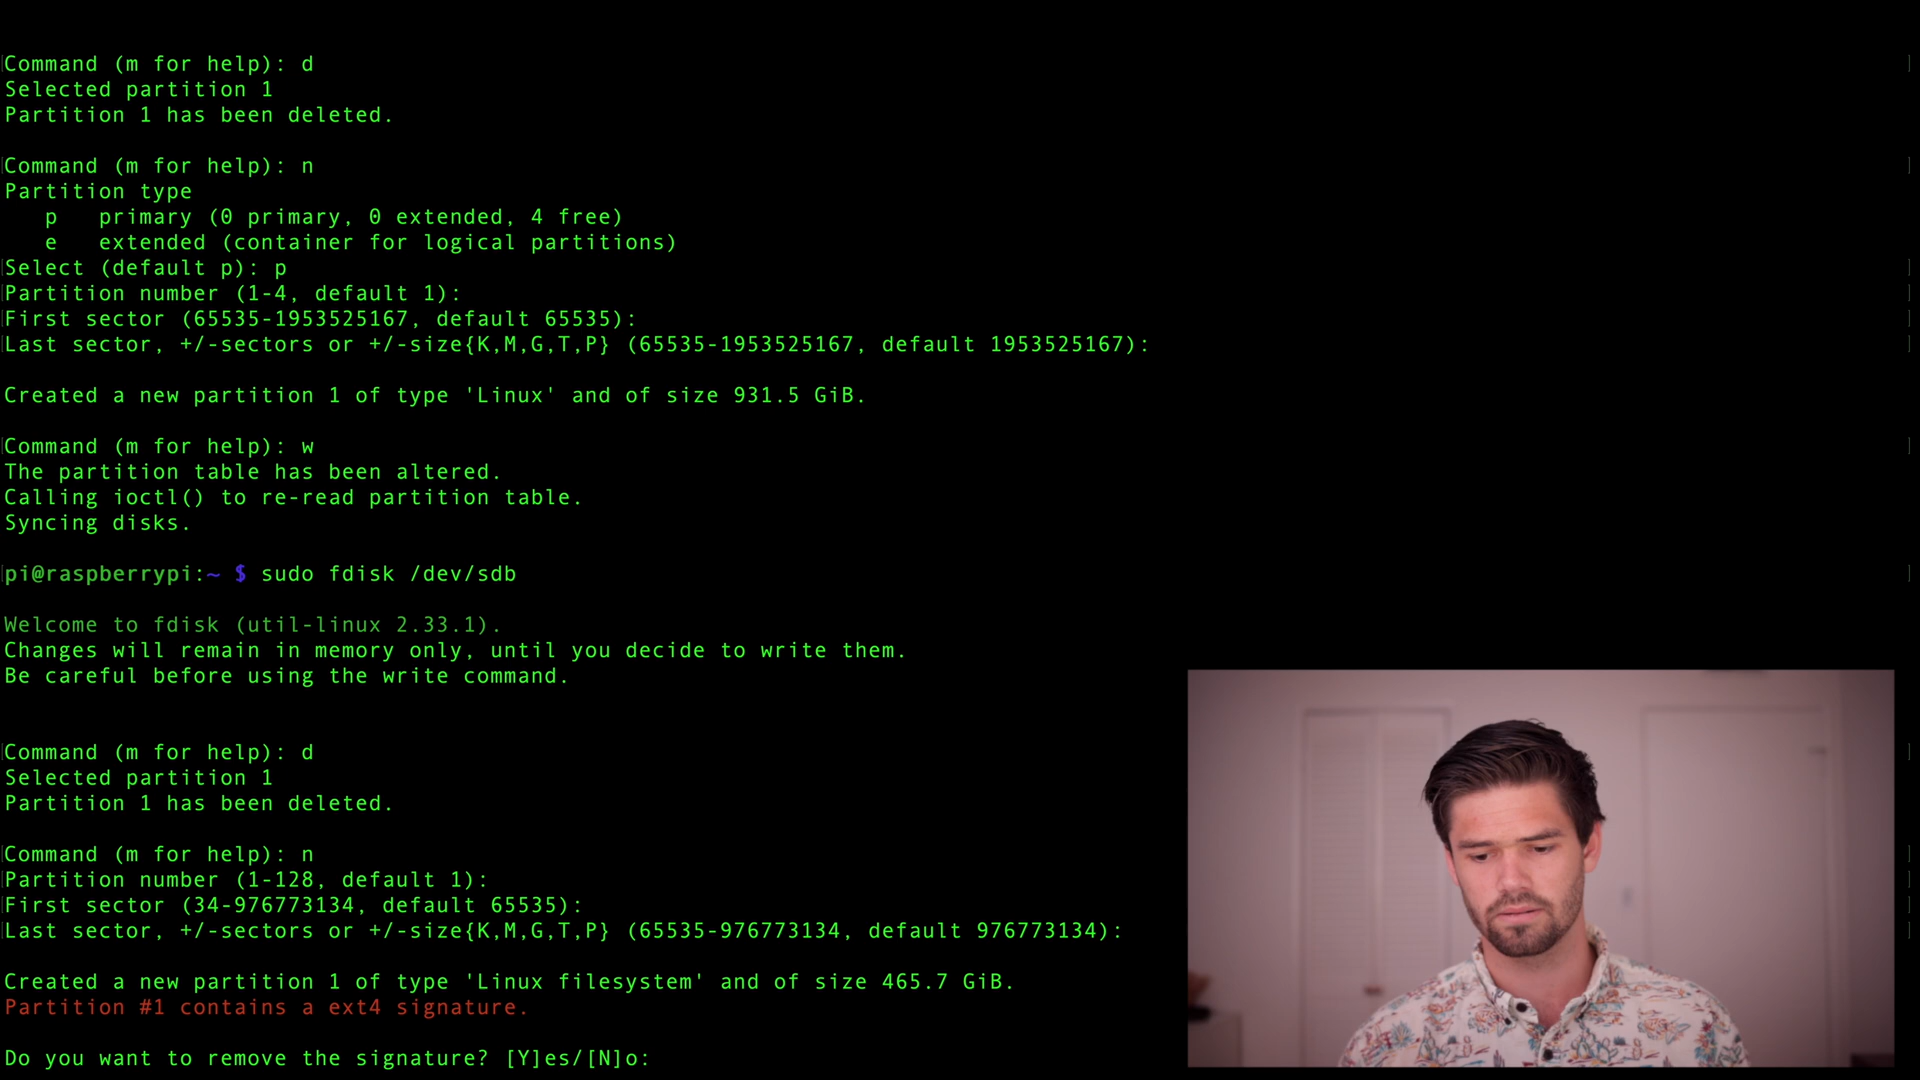 Command (m for help): d
Selected partition 1
Partition 1 has been deleted.
Command (m for help): n
Partition type
p primary (0 primary, 0 extended, 4 free)
e extended (container for logical partitions)
Select (default p): p
Partition number (1-4, default 1):
First sector (65535-1953525167, default 65535):
Last sector, +/-sectors or +/-size{K,M,G,T,P} (65535-1953525167, default 1953525167):
Created a new partition 1 of type 'Linux' and of size 931.5 GiB.
Command (m for help): w
The partition table has been altered.
Calling ioctl() to re-read partition table.
Syncing disks.
pi@raspberrypi:~ $ sudo fdisk /dev/sdb
Welcome to fdisk (util-linux 2.33.1).
Changes will remain in memory only, until you decide to write them.
Be careful before using the write command.
Command (m for help): d
Selected partition 1
Partition 1 has been deleted.
Command (m for help): n
Partition number (1-128, default 1):
First sector (34-976773134, default 65535):
Last sector, +/-sectors or +/-size{K,M,G,T,P} (65535-976773134, default 976773134):
Created a new partition 1 of type 'Linux filesystem' and of size 465.7 GiB.
Partition #1 contains a ext4 signature.
Do you want to remove the signature? [Y]es/[N]o: